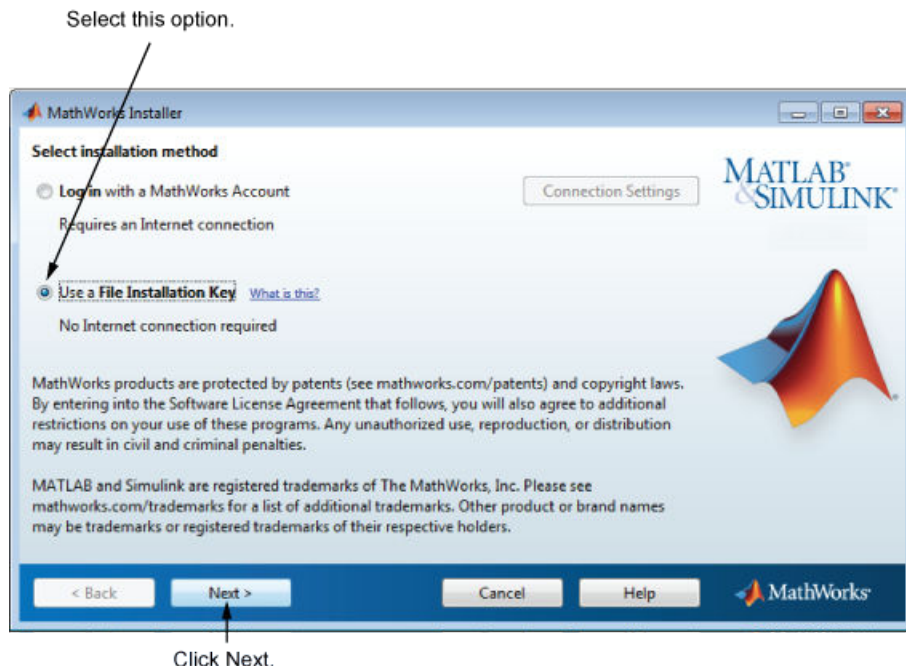 Select this option.
MathWorks Installer
Select installation method
Log in with a MathWorks Account
Connection Settings
Requires an Internet connection
MATLAB®
&SIMULINK®
Use a File Installation Key What is this?
No Internet connection required
MathWorks products are protected by patents (see mathworks.com/patents) and copyright laws.
By entering into the Software License Agreement that follows, you will also agree to additional
restrictions on your use of these programs. Any unauthorized use, reproduction, or distribution
may result in civil and criminal penalties.
MATLAB and Simulink are registered trademarks of The MathWorks, Inc. Please see
mathworks.com/trademarks for a list of additional trademarks. Other product or brand names
may be trademarks or registered trademarks of their respective holders.
< Back
Next >
Cancel
Help
MathWorks®
Click Next.